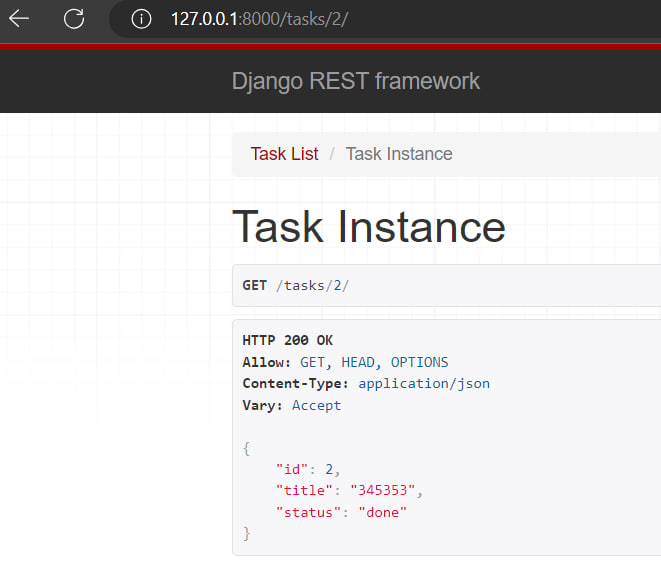 127.0.0.1:8000/tasks/2/
Django REST framework
Task List / Task Instance
Task Instance
GET /tasks/2/
HTTP 200 OK
Allow: GET, HEAD, OPTIONS
Content-Type: application/json
Vary: Accept
{
    "id": 2,
    "title": "345353",
    "status": "done"
}